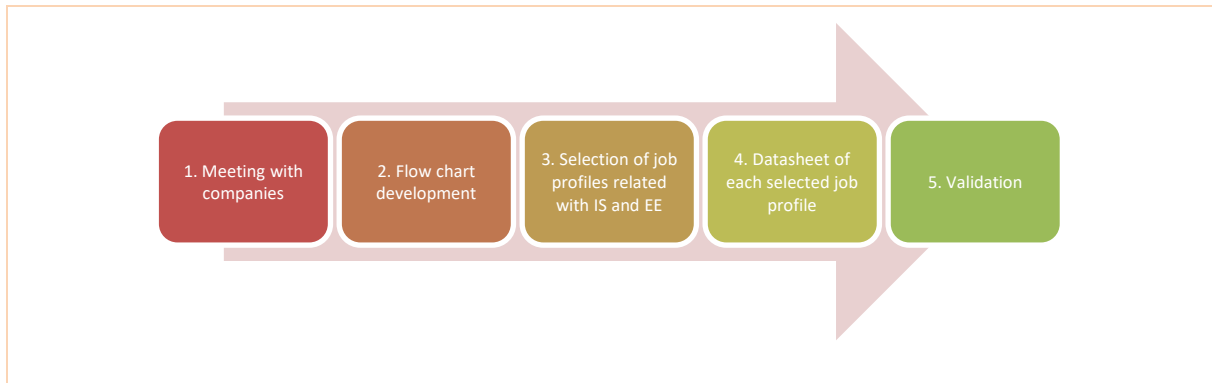 1. Meeting with
companies
2. Flow chart
development
3. Selection of job
profiles related
with IS and EE
4. Datasheet of
each selected job
profile
5. Validation